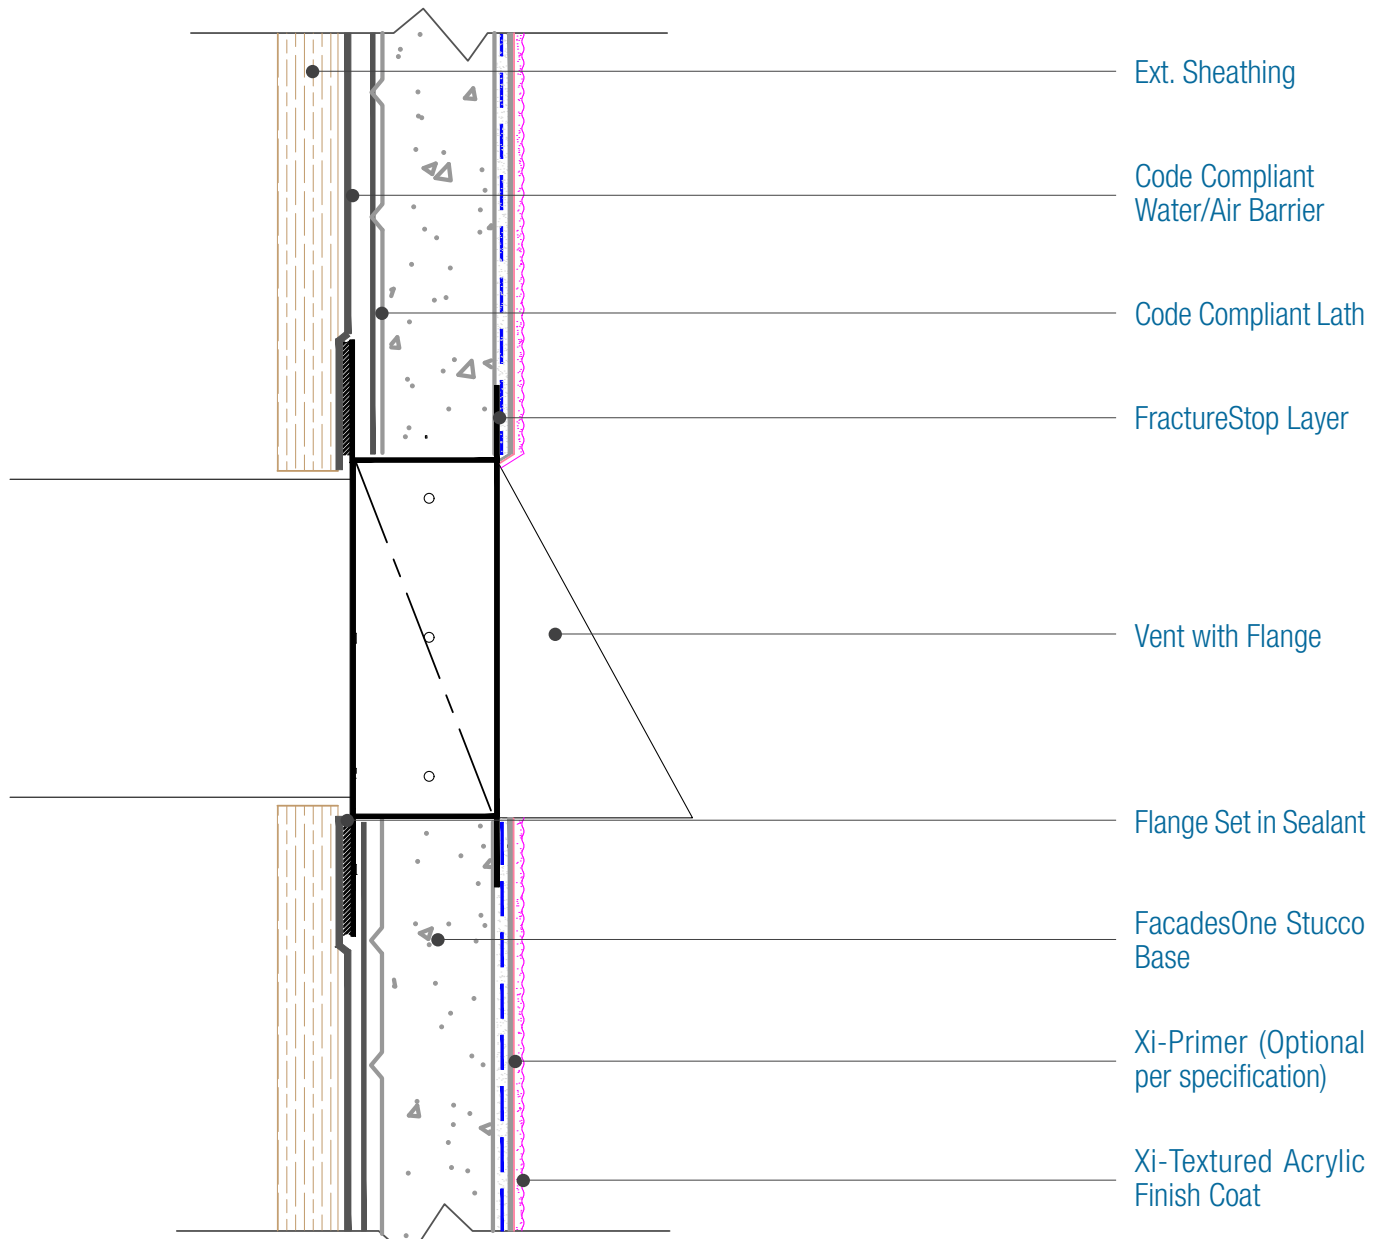 Ext. Sheathing
Code Compliant
Water/Air Barrier
Code Compliant Lath
FractureStop Layer
Vent with Flange
Flange Set in Sealant
FacadesOne Stucco
Base
Xi-Primer (Optional
per specification)
Xi-Textured Acrylic
Finish Coat